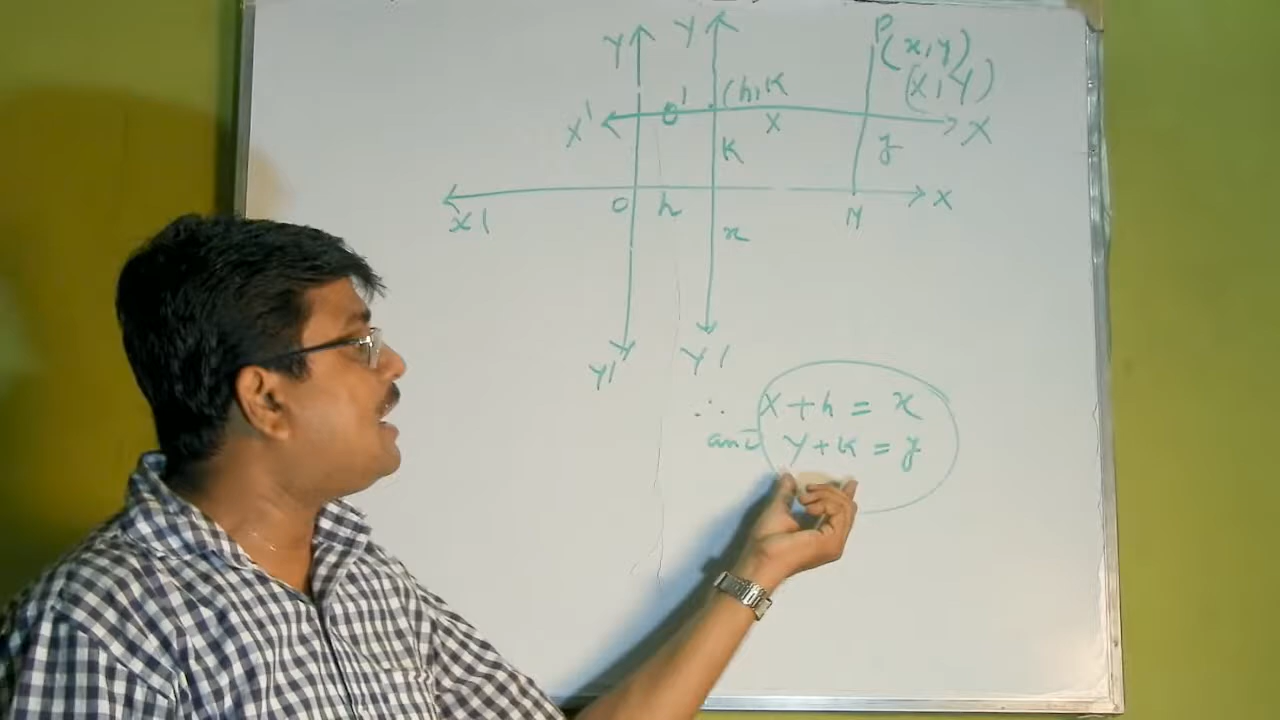 Y Y P
(x, y)
(X, Y)
X' O' (h, K
X X
K y
X' O h N X
x
Y' Y'
∴ X + h = x
and Y + K = y